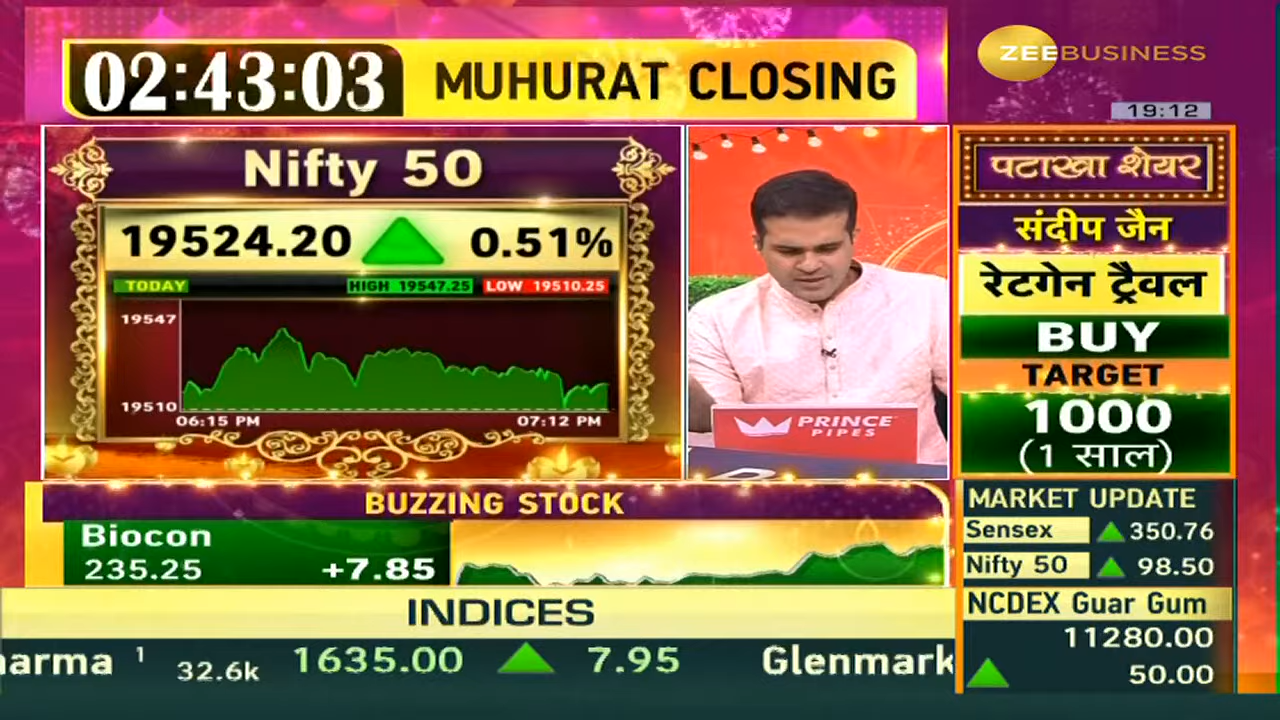 02:43:03 MUHURAT CLOSING
ZEEBUSINESS
19:12
Nifty 50
19524.20 0.51%
TODAY HIGH 19547.25 LOW 19510.25
19547
19510
06:15 PM 07:12 PM
PRINCE
PIPES
पटाखा शेयर
संदीप जैन
रेटगेन ट्रैवल
BUY
TARGET
1000
(1 साल)
BUZZING STOCK
Biocon
235.25 +7.85
MARKET UPDATE
Sensex 350.76
Nifty 50 98.50
NCDEX Guar Gum
11280.00
50.00
INDICES
arma 1 32.6k 1635.00 7.95 Glenmark